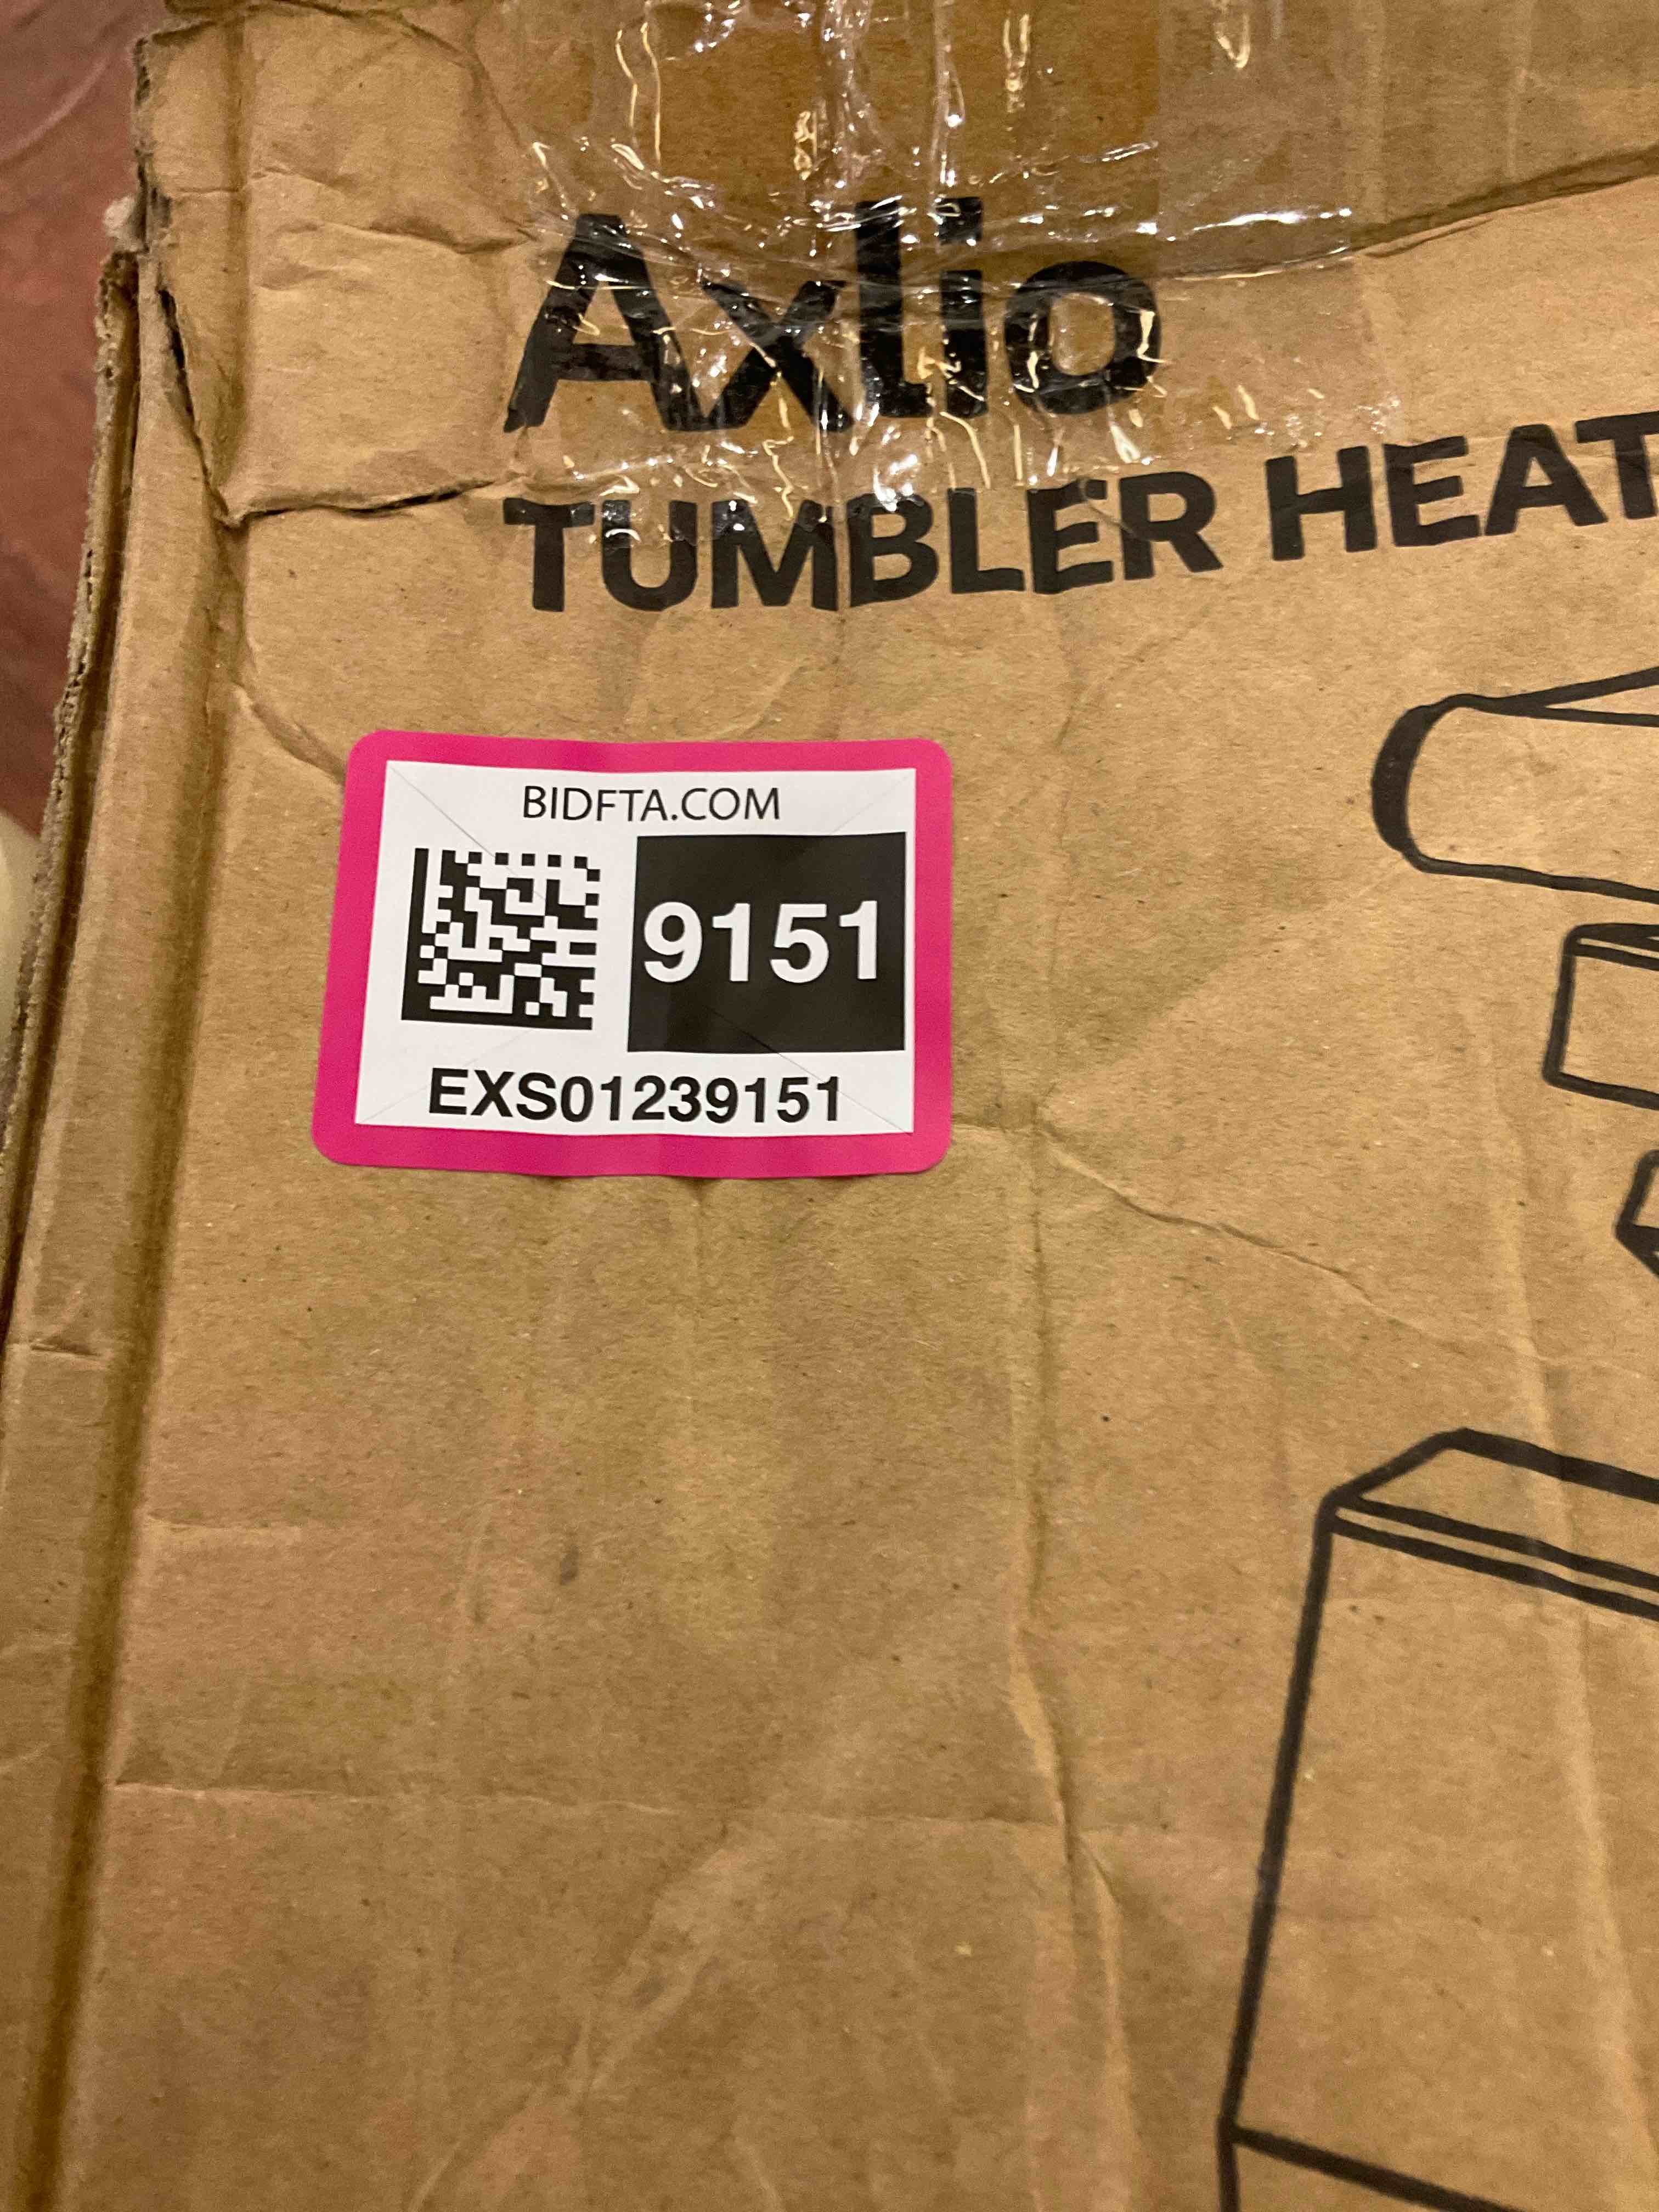 Axlio
TUMBLER HEAT
BIDFTA.COM
9151
EXS01239151